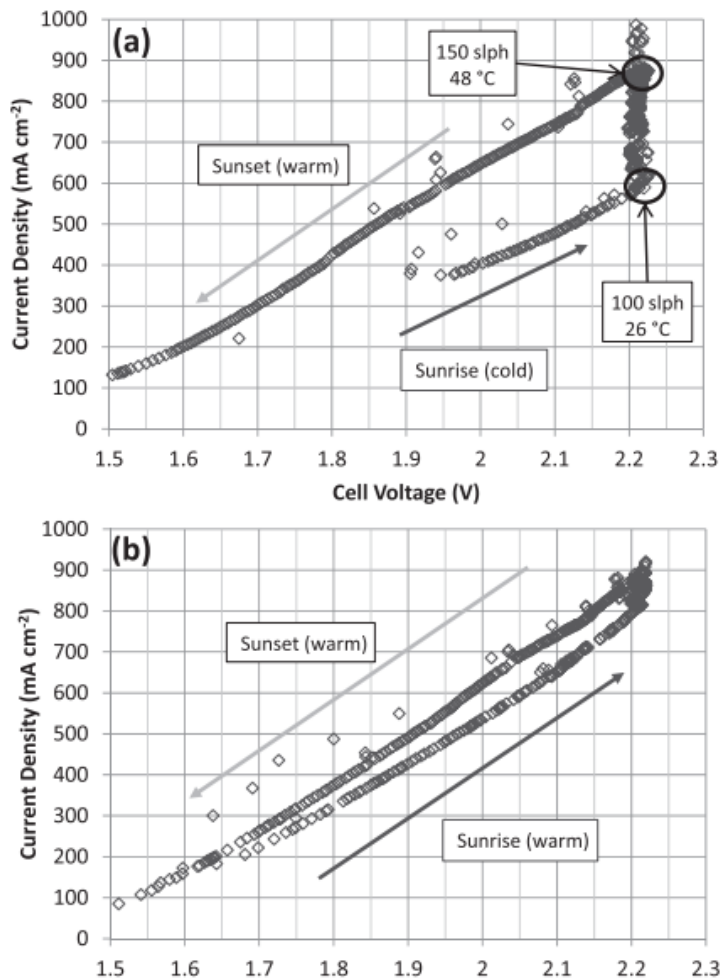 (a)
1000
900
800
700
600
500
400
300
200
100
0
Current Density (mA cm⁻²)
150 slph
48 °C
Sunset (warm)
100 slph
26 °C
Sunrise (cold)
1.5 1.6 1.7 1.8 1.9 2 2.1 2.2 2.3
Cell Voltage (V)
(b)
1000
900
800
700
600
500
400
300
200
100
0
Current Density (mA cm⁻²)
Sunset (warm)
Sunrise (warm)
1.5 1.6 1.7 1.8 1.9 2 2.1 2.2 2.3